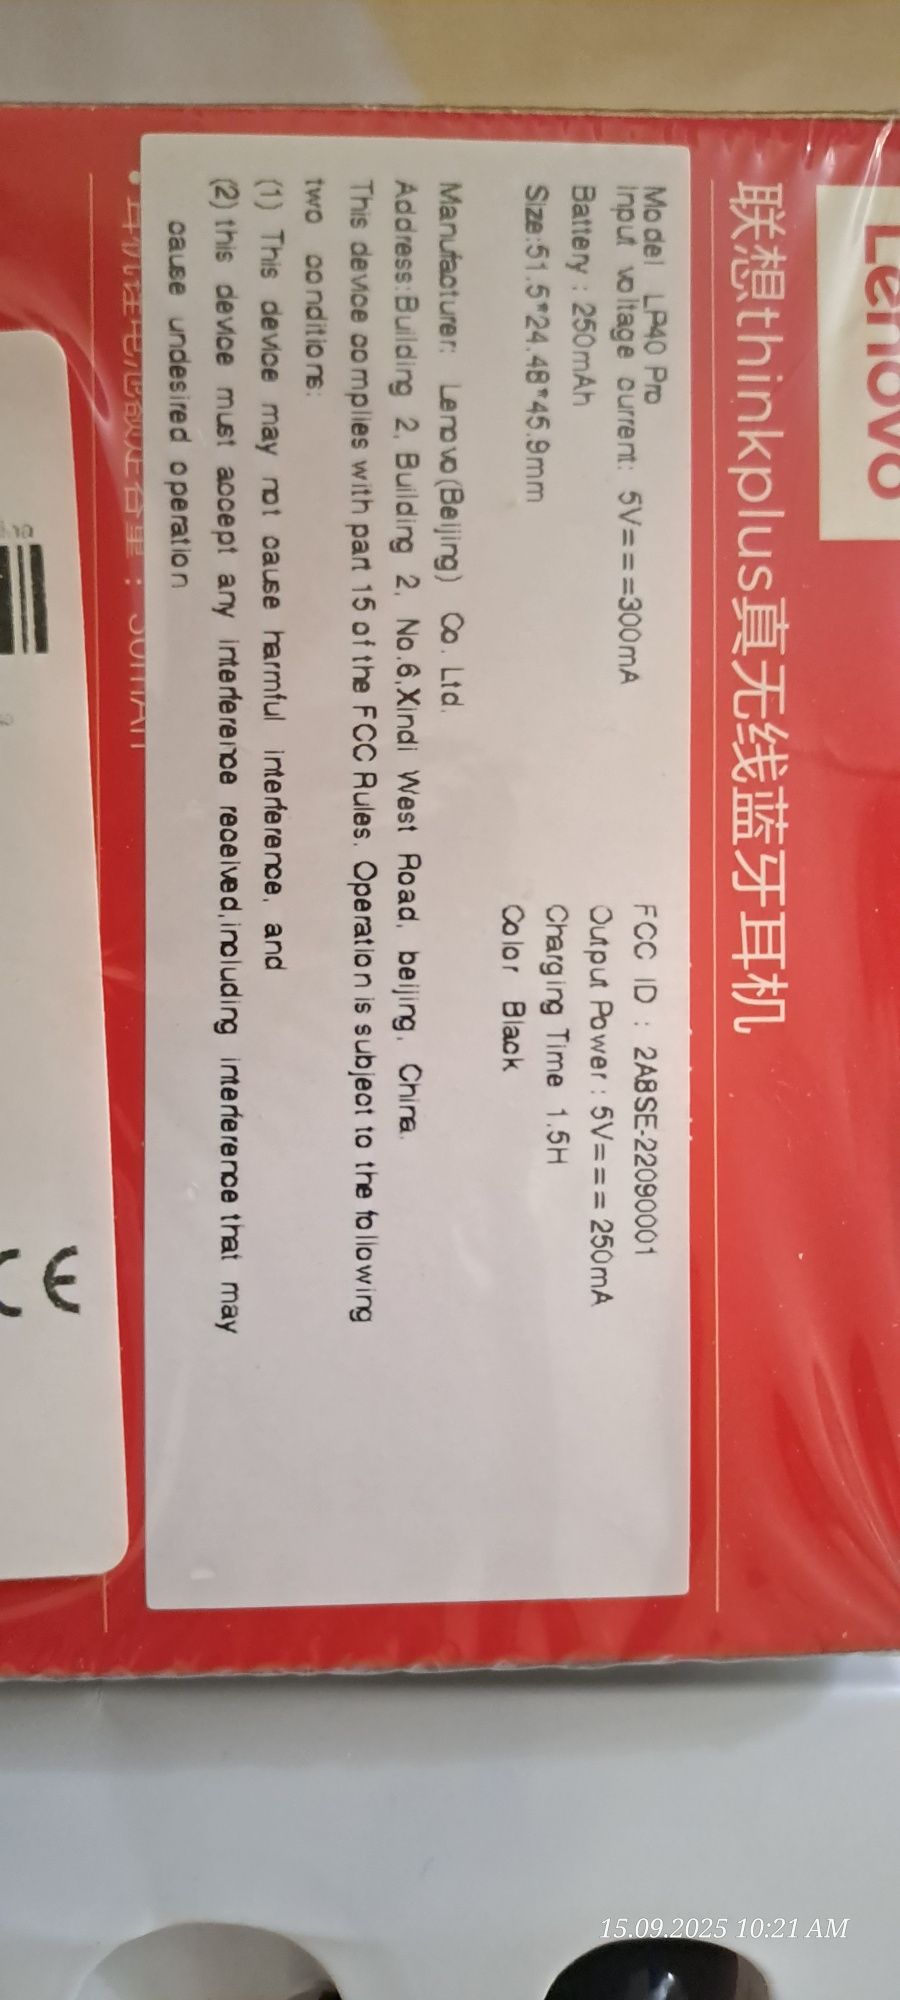 Lenovo
联想thinkplus真无线蓝牙耳机
Model LP40 Pro
FCC ID : 2A8SE-22090001
Input voltage current: 5V===300mA
Output Power : 5V=== 250mA
Battery : 250mAh
Charging Time 1.5H
Size:51.5*24.48*45.9mm
Color Black
Manufacturer: Lenovo(Beijing) Co. Ltd.
Address:Building 2, Building 2, No.6,Xindi West Road, beijing, China.
This device complies with part 15 of the FCC Rules. Operation is subject to the following
two conditions:
(1) This device may not cause harmful interference, and
(2) this device must accept any interference received,including interference that may
cause undesired operation
CE
15.09.2025 10:21 AM